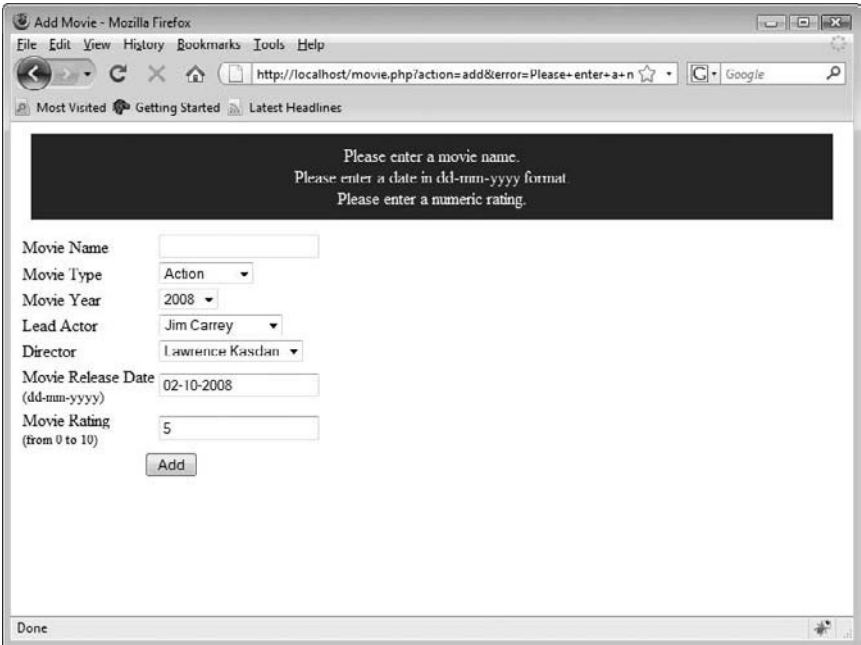 Add Movie - Mozilla Firefox
File Edit View History Bookmarks Tools Help
http://localhost/movie.php?action=add&error=Please+enter+a+n
G Google
Most Visited Getting Started Latest Headlines
Please enter a movie name.
Please enter a date in dd-mm-yyyy format.
Please enter a numeric rating.
Movie Name
Movie Type Action
Movie Year 2008
Lead Actor Jim Carrey
Director Lawrence Kasdan
Movie Release Date 02-10-2008
(dd-mm-yyyy)
Movie Rating 5
(from 0 to 10)
Add
Done